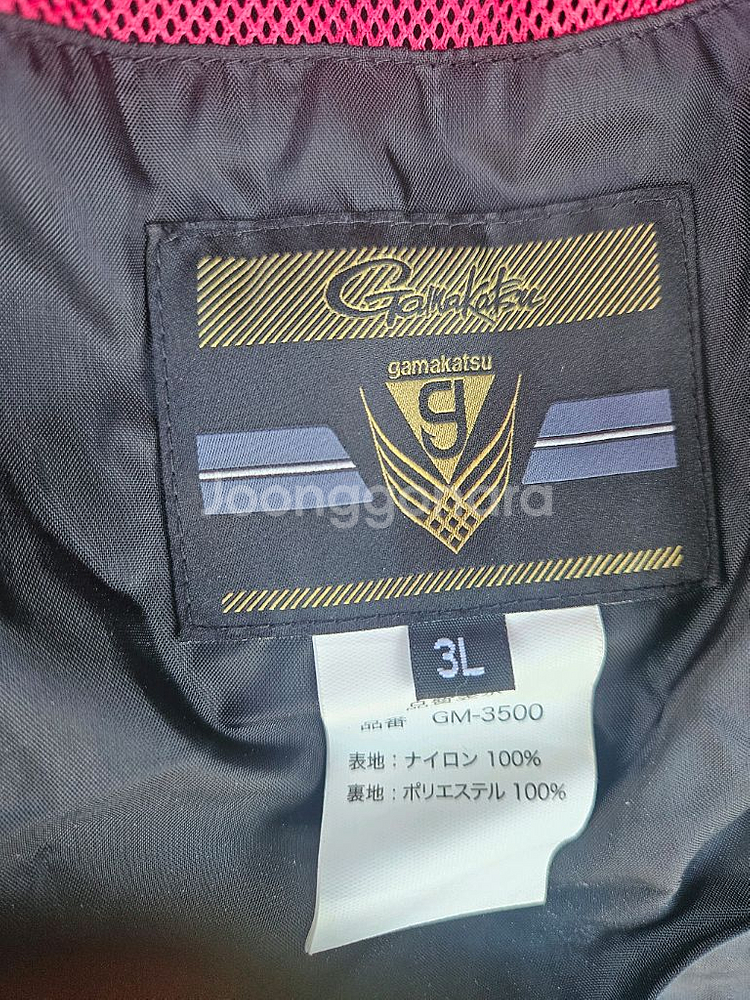 Gamakatsu
gamakatsu
g
Joonggonara
3L
品番 GM-3500
表地：ナイロン 100%
裏地：ポリエステル 100%